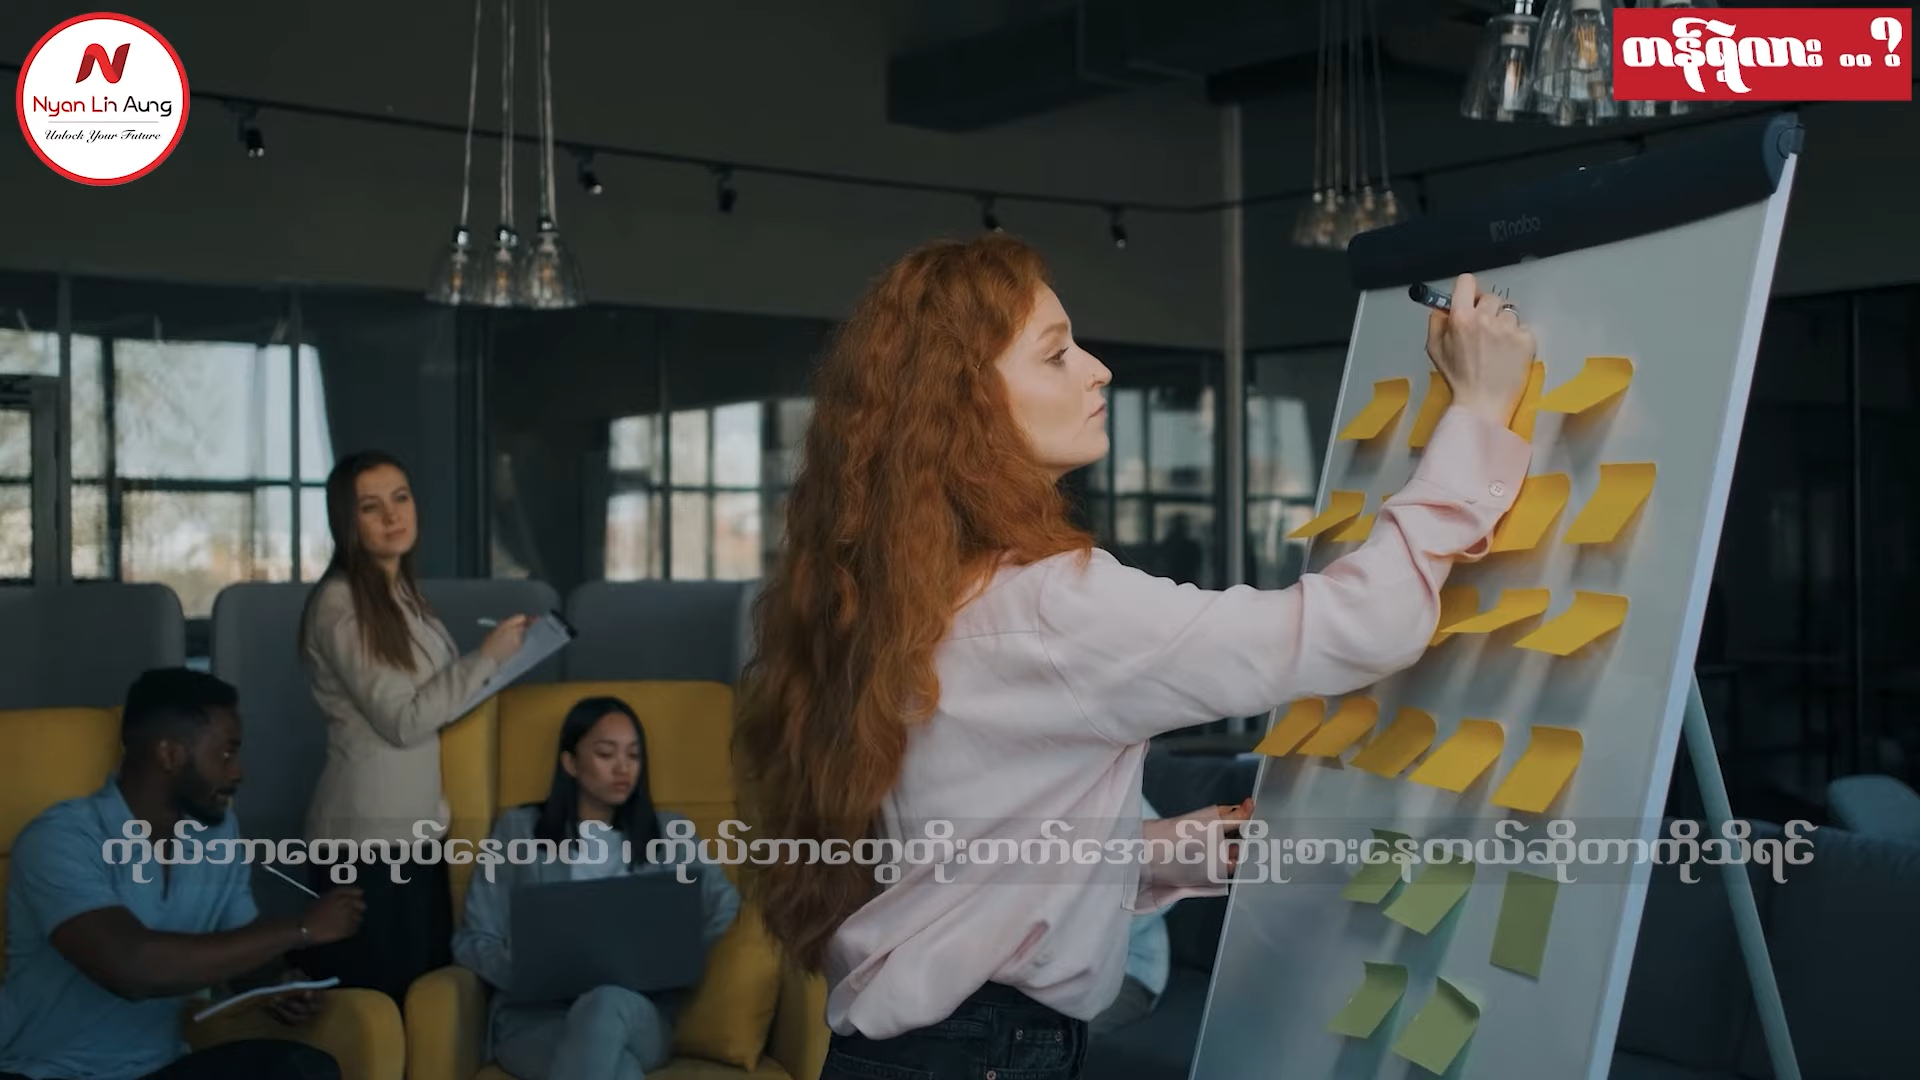 Nyan Lin Aung
Unlock Your Future
တန်ရဲ့လား ..?
nobo
ကိုယ်ဘာတွေလုပ်နေတယ်၊ ကိုယ်ဘာတွေတိုးတက်အောင်ကြိုးစားနေတယ်ဆိုတာကိုသိရင်